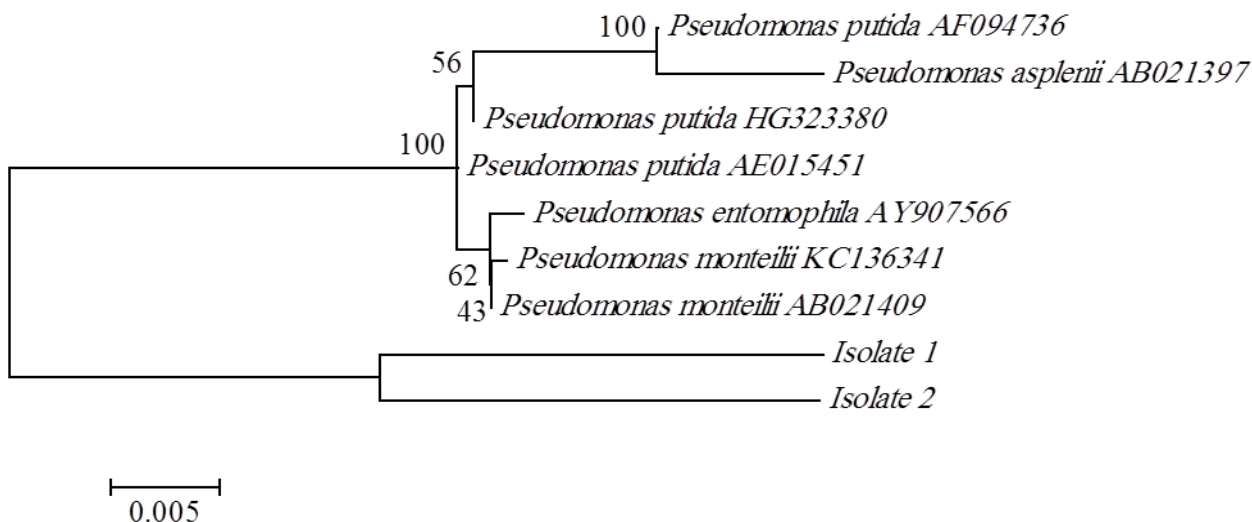 100
Pseudomonas putida AF094736
56
Pseudomonas asplenii AB021397
Pseudomonas putida HG323380
100
Pseudomonas putida AE015451
Pseudomonas entomophila AY907566
Pseudomonas monteilii KC136341
62
43
Pseudomonas monteilii AB021409
Isolate 1
Isolate 2
0.005